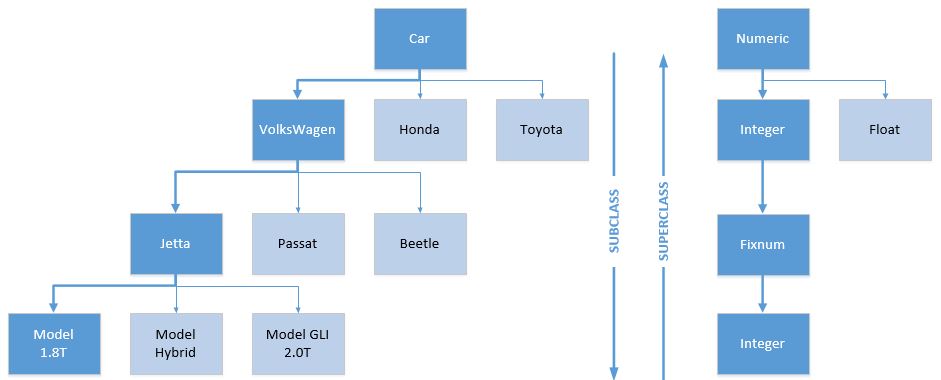 Car
Numeric
VolksWagen
Honda
Toyota
Integer
Float
SUBCLASS
SUPERCLASS
Jetta
Passat
Beetle
Fixnum
Model
1.8T
Model
Hybrid
Model GLI
2.0T
Integer